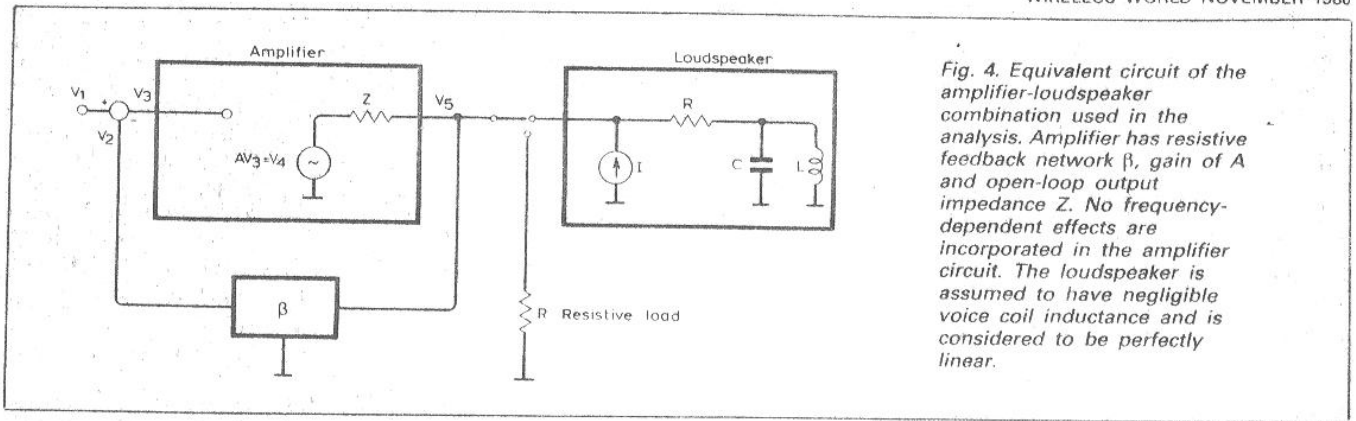 WIRELESS WORLD NOVEMBER 1980
Amplifier
Loudspeaker
V1
+
V3
-
V2
Z
V5
AV3=V4
~
R
I
C
L
β
R Resistive load
Fig. 4. Equivalent circuit of the
amplifier-loudspeaker
combination used in the
analysis. Amplifier has resistive
feedback network β, gain of A
and open-loop output
impedance Z. No frequency-
dependent effects are
incorporated in the amplifier
circuit. The loudspeaker is
assumed to have negligible
voice coil inductance and is
considered to be perfectly
linear.